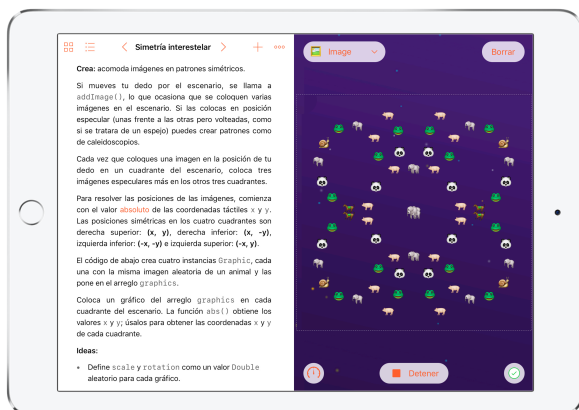 Simetría interestelar
Image
Borrar
Crea: acomoda imágenes en patrones simétricos.
Si mueves tu dedo por el escenario, se llama a
addImage(), lo que ocasiona que se coloquen varias
imágenes en el escenario. Si las colocas en posición
especular (unas frente a las otras pero volteadas, como
si se tratara de un espejo) puedes crear patrones como
de caleidoscopios.
Cada vez que coloques una imagen en la posición de tu
dedo en un cuadrante del escenario, coloca tres
imágenes especulares más en los otros tres cuadrantes.
Para resolver las posiciones de las imágenes, comienza
con el valor absoluto de las coordenadas táctiles x y y.
Las posiciones simétricas en los cuatro cuadrantes son
derecha superior: (x, y), derecha inferior: (x, -y),
izquierda inferior: (-x, -y) e izquierda superior: (-x, y).
El código de abajo crea cuatro instancias Graphic, cada
una con la misma imagen aleatoria de un animal y las
pone en el arreglo graphics.
Coloca un gráfico del arreglo graphics en cada
cuadrante del escenario. La función abs() obtiene los
valores x y y; úsalos para obtener las coordenadas x y y
de cada cuadrante.
Ideas:
• Define scale y rotation como un valor Double
aleatorio para cada gráfico.
Detener